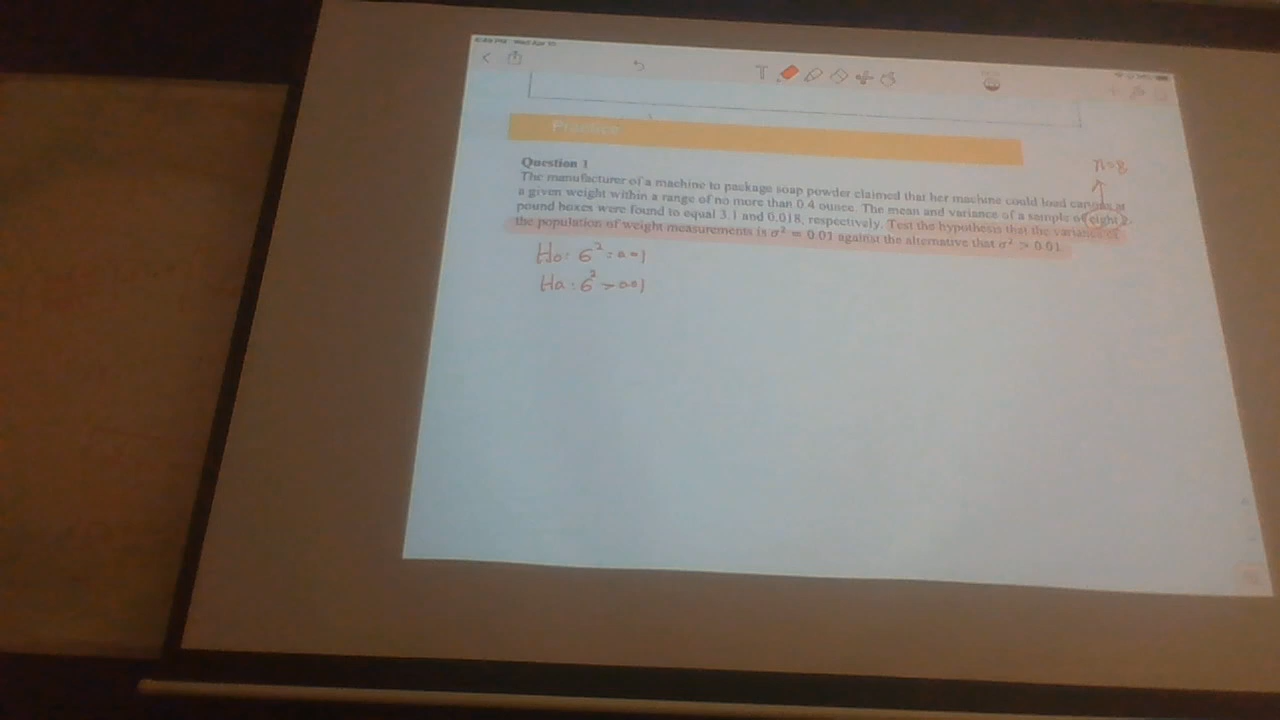 Practice
n=8
Question 1
The manufacturer of a machine to package soap powder claimed that her machine could load cartons at
a given weight within a range of no more than 0.4 ounce. The mean and variance of a sample of eight 3-
pound boxes were found to equal 3.1 and 0.018, respectively. Test the hypothesis that the variance of
the population of weight measurements is σ² = 0.01 against the alternative that σ² > 0.01
Ho: σ² = 0.01
Ha: σ² > 0.01